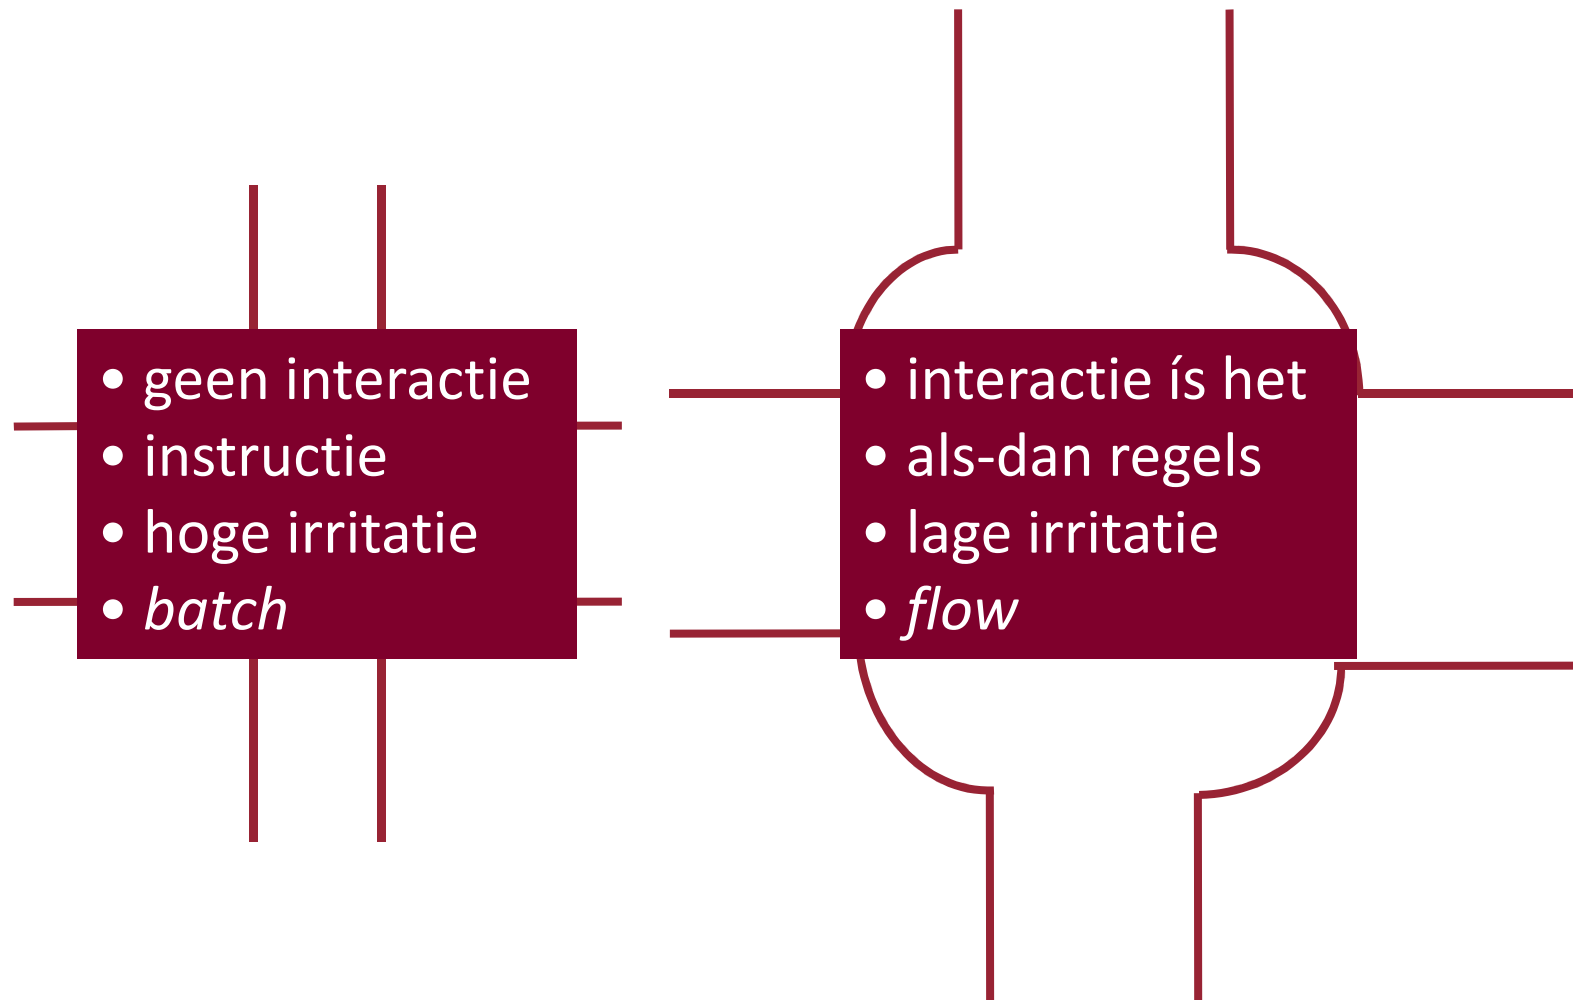 • geen interactie
• instructie
• hoge irritatie
• batch
• interactie ís het
• als-dan regels
• lage irritatie
• flow